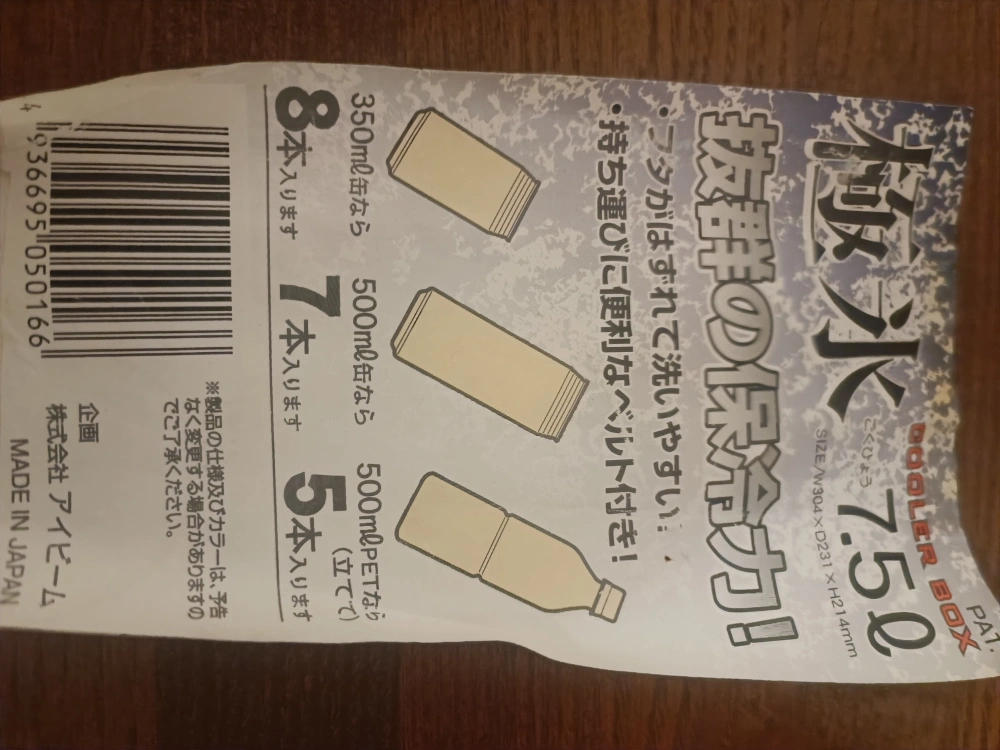 PAT.
COOLER BOX
極氷 7.5ℓ
ごくひょう
SIZE/W304×D231×H214mm
抜群の保冷力!
・フタがはずれて洗いやすい!
・持ち運びに便利なベルト付き!
350mℓ缶なら
8本入ります
500mℓ缶なら
7本入ります
500mℓPETなら
(立てて)
5本入ります
※製品の仕様及びカラーは、予告
なく変更する場合がありますの
でご了承ください。
4 936695 050166
企画
株式会社 アイビーム
MADE IN JAPAN